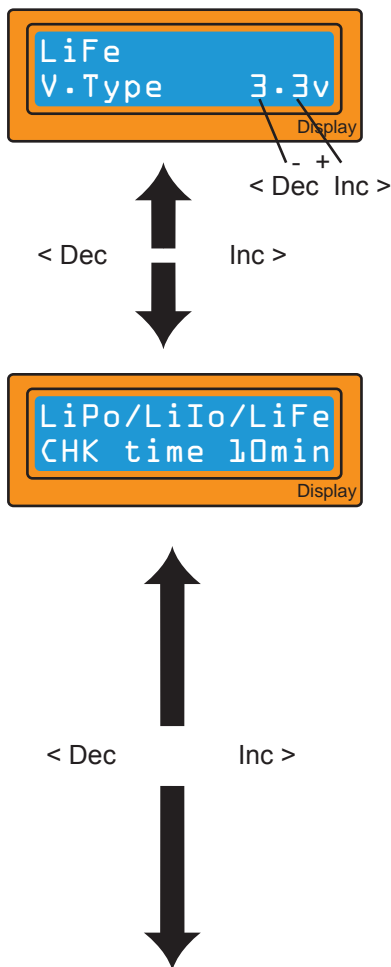 LiFe
V.Type 3.3v
Display
- +
< Dec Inc >
< Dec Inc >
LiPo/LiIo/LiFe
CHK time 10min
Display
< Dec Inc >